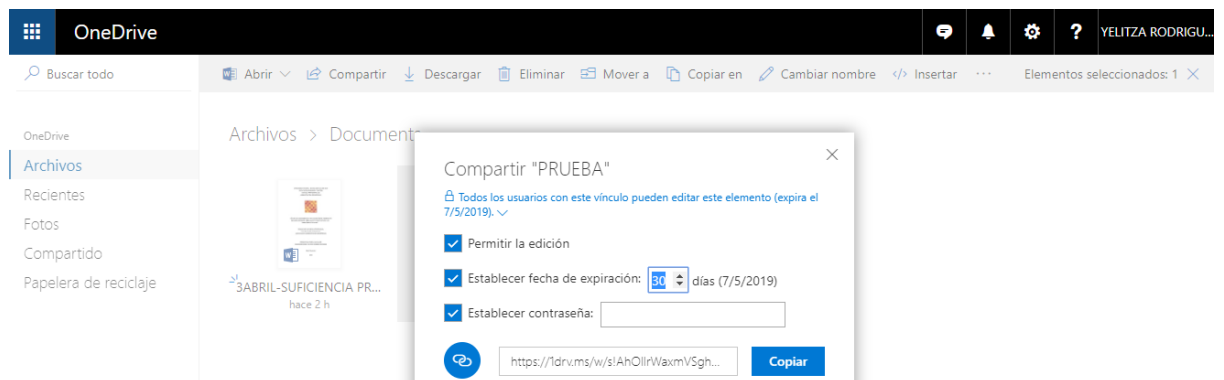 OneDrive
YELITZA RODRIGU...
Buscar todo
Abrir Compartir Descargar Eliminar Mover a Copiar en Cambiar nombre Insertar ... Elementos seleccionados: 1
OneDrive
Archivos > Documents
Archivos
Recientes
Fotos
Compartido
Papelera de reciclaje
3ABRIL-SUFICIENCIA PR...
hace 2 h
Compartir "PRUEBA"
Todos los usuarios con este vínculo pueden editar este elemento (expira el
7/5/2019).
Permitir la edición
Establecer fecha de expiración: 30 días (7/5/2019)
Establecer contraseña:
https://1drv.ms/w/s!AhOIlrWaxmVSgh...
Copiar